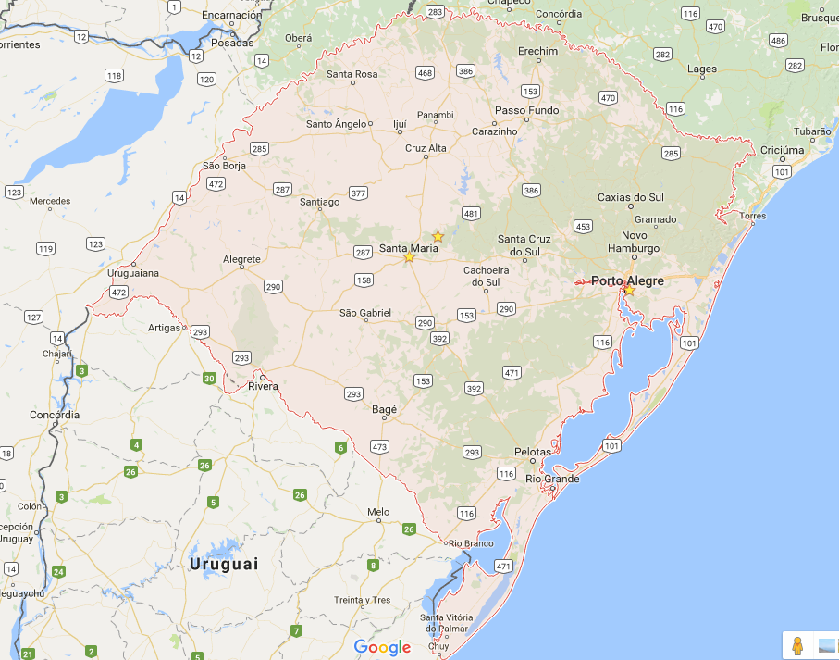 283
Chapecó
Concórdia
116
470
Brusque
1
Encarnación
Posadas
12
12
Oberá
14
Erechim
282
486
282
Lages
118
120
Santa Rosa
468
386
153
470
116
Santo Ângelo
Ijuí
Panambi
Passo Fundo
Carazinho
Tubarão
Criciúma
285
Cruz Alta
285
101
São Borja
123
472
14
287
377
386
Mercedes
Santiago
Caxias do Sul
481
Gramado
Torres
453
119
123
Santa Maria
287
Santa Cruz
do Sul
Novo
Hamburgo
Alegrete
Uruguaiana
Cachoeira
do Sul
158
Porto Alegre
472
290
127
São Gabriel
290
153
290
Artigas
293
392
14
116
101
Chajarí
293
3
20
Rivera
153
392
471
293
Concordia
Bagé
4
6
473
293
101
18
26
26
Pelotas
116
Rio Grande
3
5
26
Colón
Melo
116
26
Rio Branco
Uruguai
14
24
8
471
Treinta y Tres
Santa Vitória
do Palmar
7
Chuy
Google
21
2
5